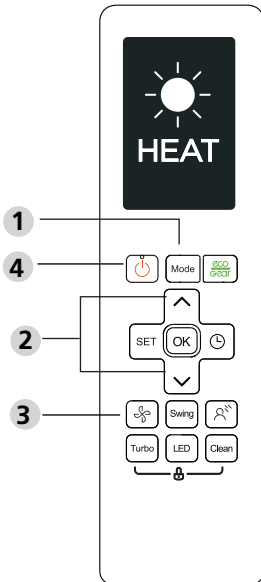 HEAT
1
4
Mode
eco
Gear
2
SET OK
3
Swing
Turbo LED Clean